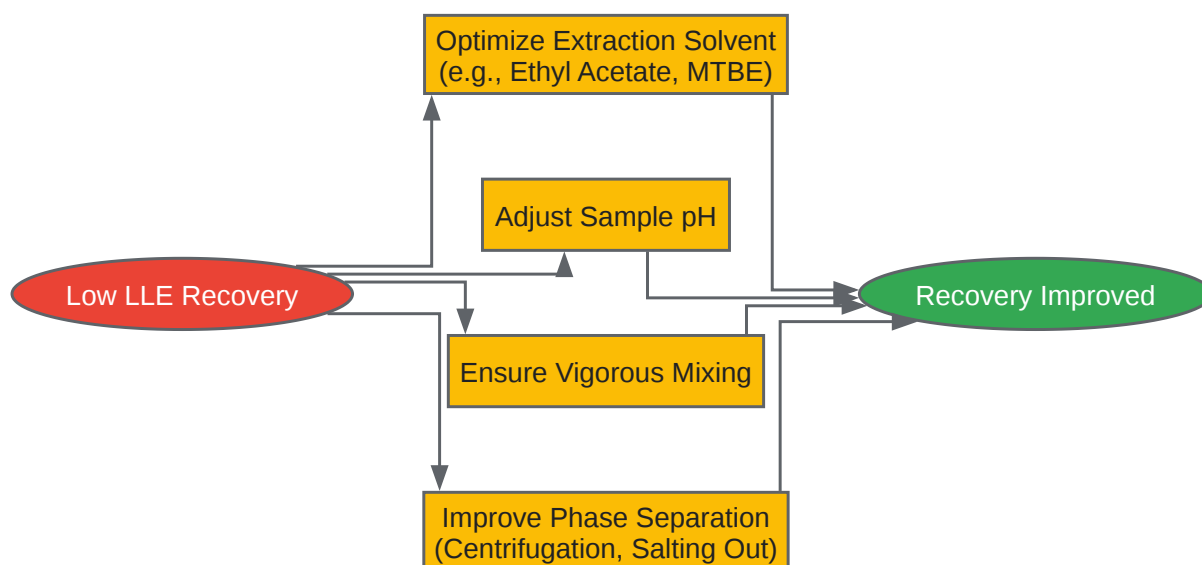 Optimize Extraction Solvent
(e.g., Ethyl Acetate, MTBE)
Adjust Sample pH
Low LLE Recovery
Recovery Improved
Ensure Vigorous Mixing
Improve Phase Separation
(Centrifugation, Salting Out)